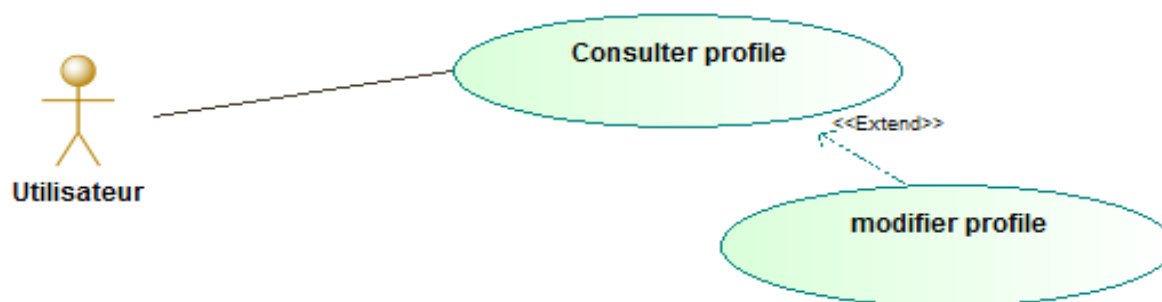 Consulter profile
<<Extend>>
Utilisateur
modifier profile